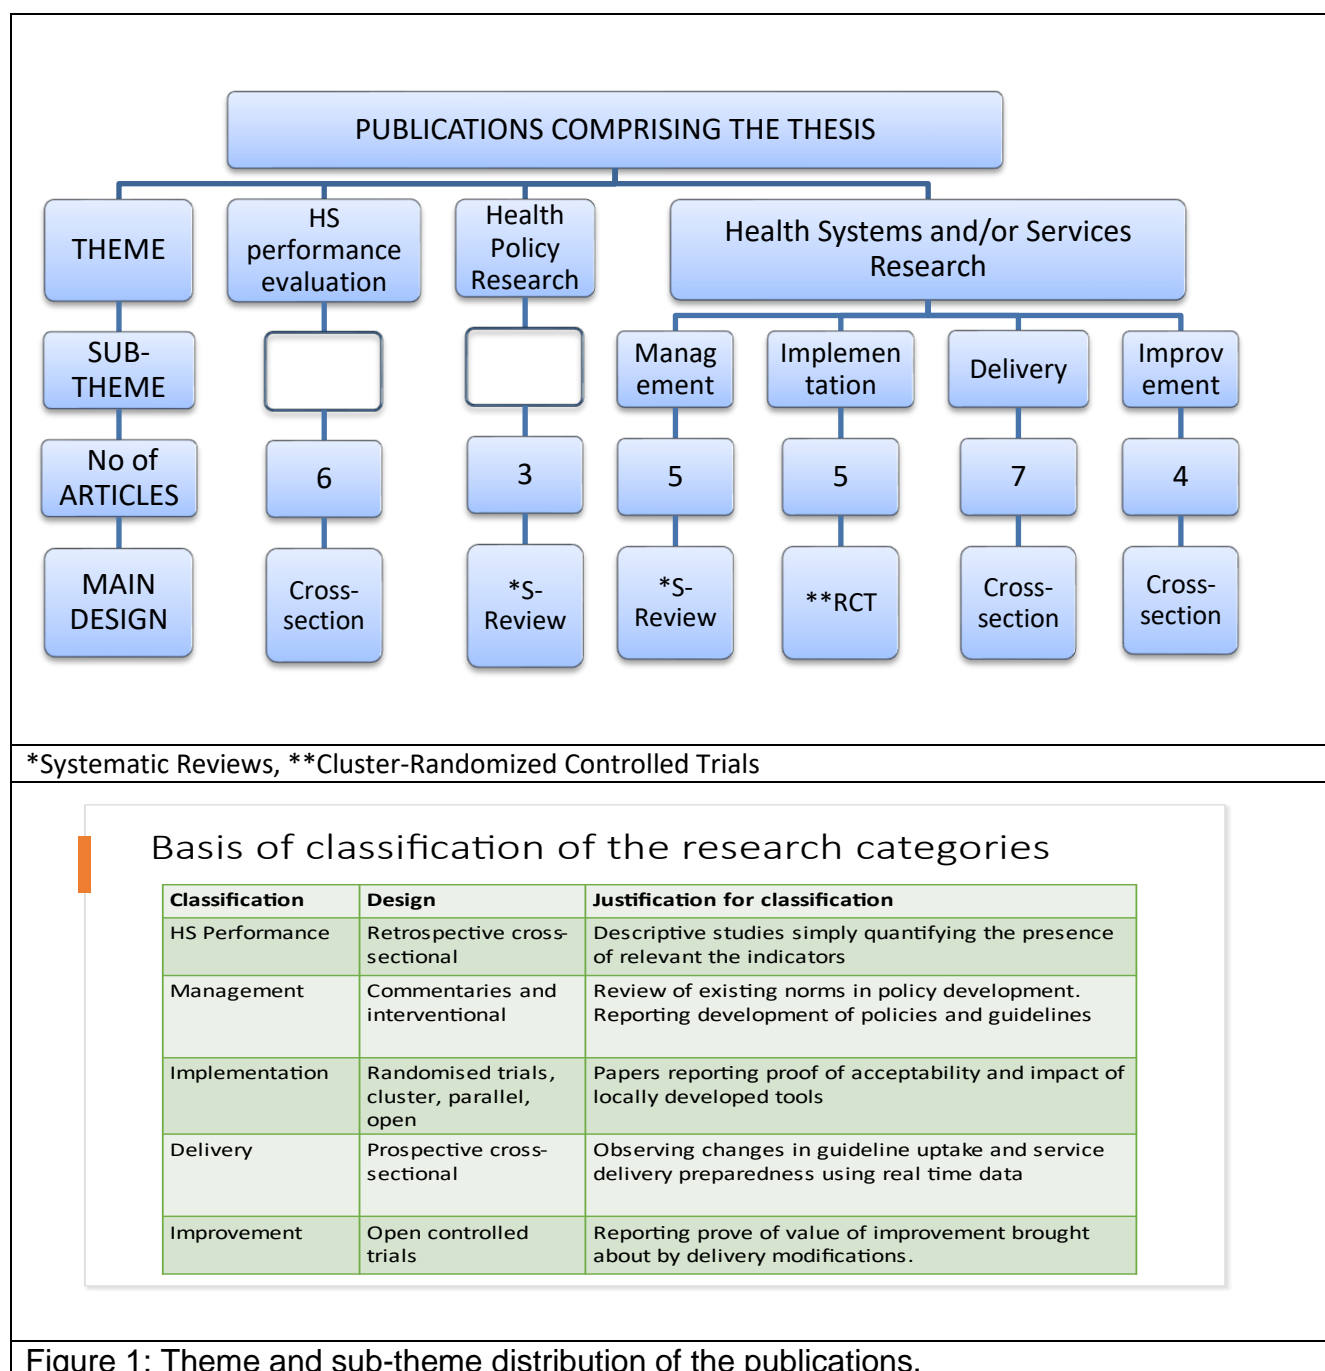 PUBLICATIONS COMPRISING THE THESIS
THEME
HS
performance
evaluation
Health
Policy
Research
Health Systems and/or Services
Research
SUB-
THEME
Manag
ement
Implemen
tation
Delivery
Improv
ement
No of
ARTICLES
6
3
5
5
7
4
MAIN
DESIGN
Cross-
section
*S-
Review
*S-
Review
**RCT
Cross-
section
Cross-
section
*Systematic Reviews, **Cluster-Randomized Controlled Trials
Basis of classification of the research categories
Classification Design Justification for classification
HS Performance
Retrospective cross-
sectional
Descriptive studies simply quantifying the presence
of relevant the indicators
Management
Commentaries and
interventional
Review of existing norms in policy development.
Reporting development of policies and guidelines
Implementation
Randomised trials,
cluster, parallel,
open
Papers reporting proof of acceptability and impact of
locally developed tools
Delivery
Prospective cross-
sectional
Observing changes in guideline uptake and service
delivery preparedness using real time data
Improvement
Open controlled
trials
Reporting prove of value of improvement brought
about by delivery modifications.
Figure 1: Theme and sub-theme distribution of the publications.